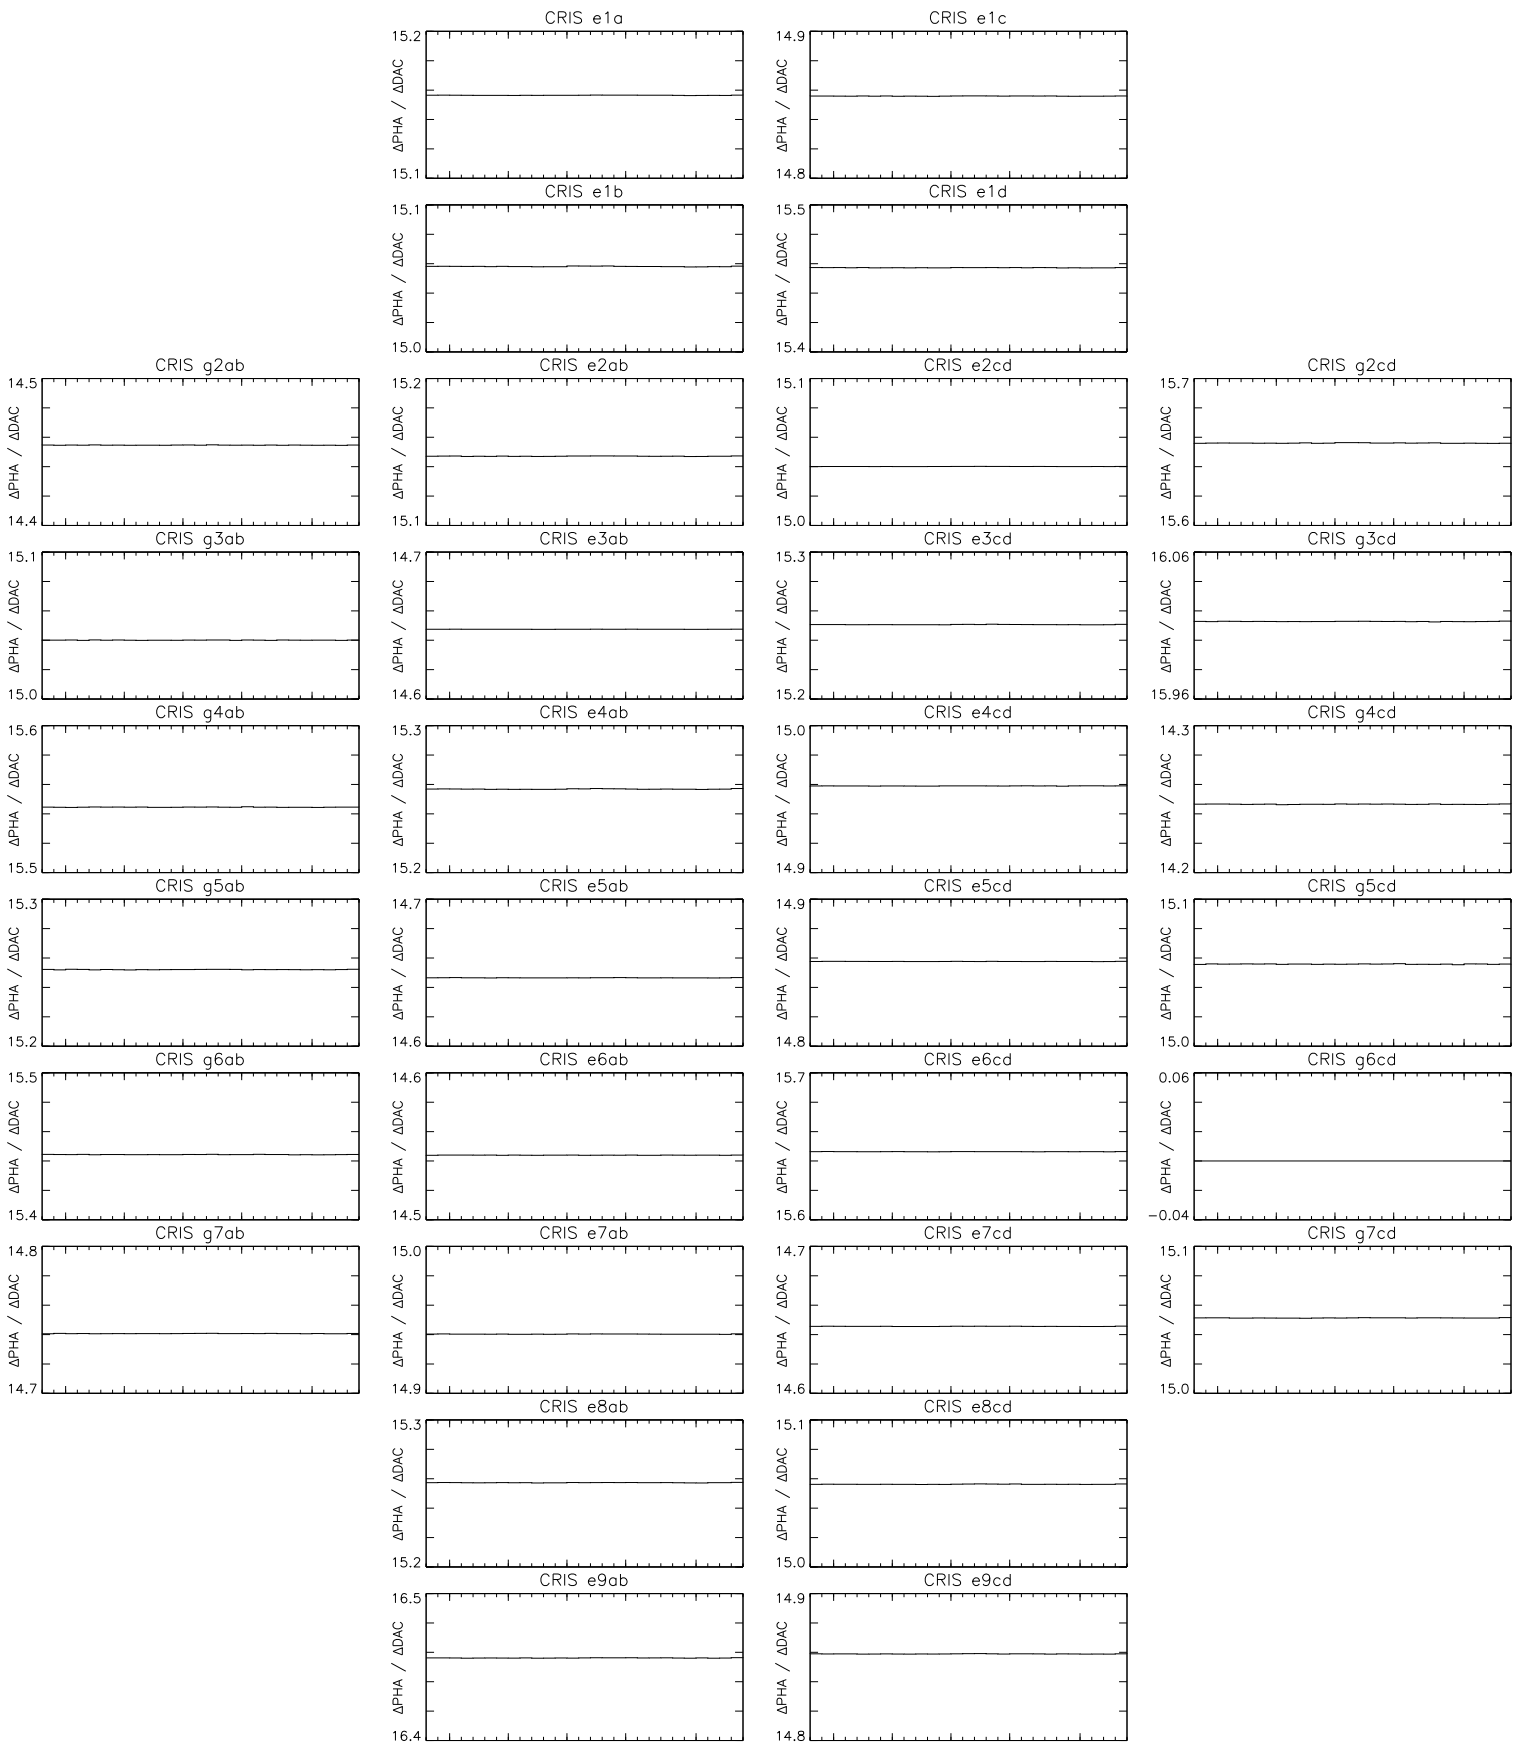 CRIS e1a
15.2
ΔPHA / ΔDAC
15.1
CRIS e1c
14.9
ΔPHA / ΔDAC
14.8
CRIS e1b
15.1
ΔPHA / ΔDAC
15.0
CRIS e1d
15.5
ΔPHA / ΔDAC
15.4
CRIS g2ab
14.5
ΔPHA / ΔDAC
14.4
CRIS e2ab
15.2
ΔPHA / ΔDAC
15.1
CRIS e2cd
15.1
ΔPHA / ΔDAC
15.0
CRIS g2cd
15.7
ΔPHA / ΔDAC
15.6
CRIS g3ab
15.1
ΔPHA / ΔDAC
15.0
CRIS e3ab
14.7
ΔPHA / ΔDAC
14.6
CRIS e3cd
15.3
ΔPHA / ΔDAC
15.2
CRIS g3cd
16.06
ΔPHA / ΔDAC
15.96
CRIS g4ab
15.6
ΔPHA / ΔDAC
15.5
CRIS e4ab
15.3
ΔPHA / ΔDAC
15.2
CRIS e4cd
15.0
ΔPHA / ΔDAC
14.9
CRIS g4cd
14.3
ΔPHA / ΔDAC
14.2
CRIS g5ab
15.3
ΔPHA / ΔDAC
15.2
CRIS e5ab
14.7
ΔPHA / ΔDAC
14.6
CRIS e5cd
14.9
ΔPHA / ΔDAC
14.8
CRIS g5cd
15.1
ΔPHA / ΔDAC
15.0
CRIS g6ab
15.5
ΔPHA / ΔDAC
15.4
CRIS e6ab
14.6
ΔPHA / ΔDAC
14.5
CRIS e6cd
15.7
ΔPHA / ΔDAC
15.6
CRIS g6cd
0.06
ΔPHA / ΔDAC
−0.04
CRIS g7ab
14.8
ΔPHA / ΔDAC
14.7
CRIS e7ab
15.0
ΔPHA / ΔDAC
14.9
CRIS e7cd
14.7
ΔPHA / ΔDAC
14.6
CRIS g7cd
15.1
ΔPHA / ΔDAC
15.0
CRIS e8ab
15.3
ΔPHA / ΔDAC
15.2
CRIS e8cd
15.1
ΔPHA / ΔDAC
15.0
CRIS e9ab
16.5
ΔPHA / ΔDAC
16.4
CRIS e9cd
14.9
ΔPHA / ΔDAC
14.8